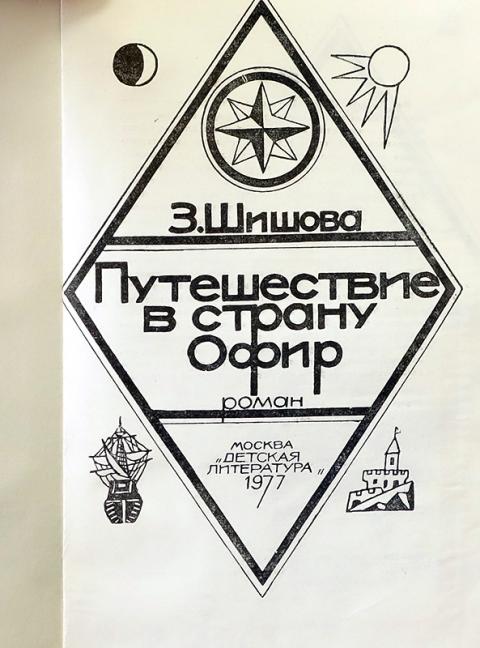 З.Шишова
Путешествие
в страну
Офир
роман
МОСКВА
„ДЕТСКАЯ
ЛИТЕРАТУРА„
1977